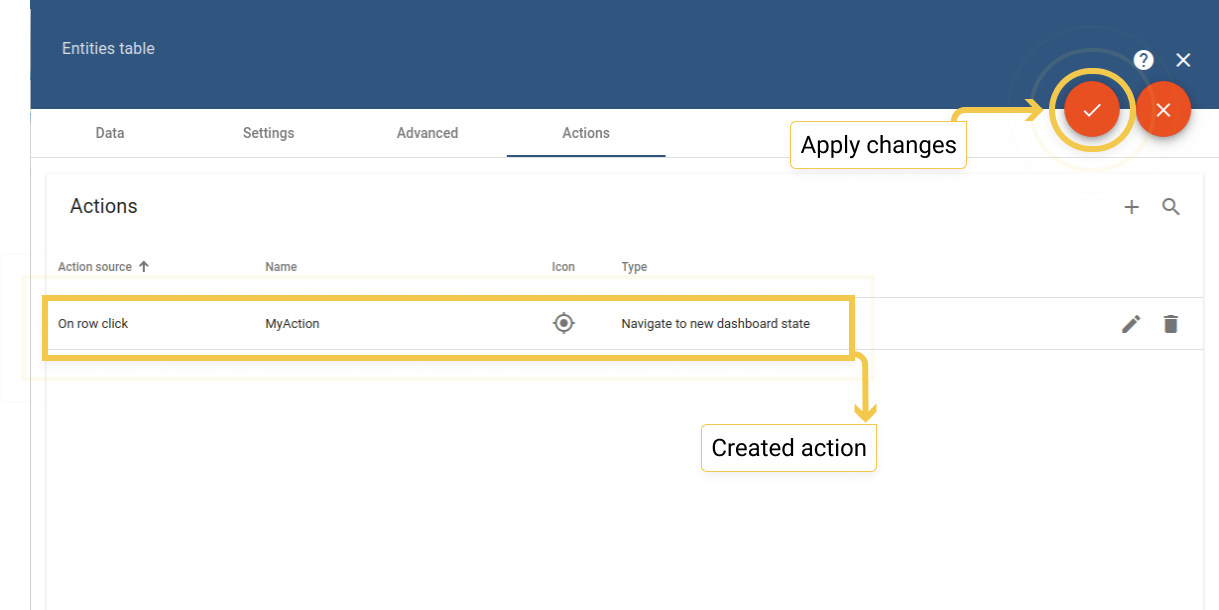 Entities table
?
Data Settings Advanced Actions
Apply changes
Actions
Action source Name Icon Type
On row click MyAction Navigate to new dashboard state
Created action